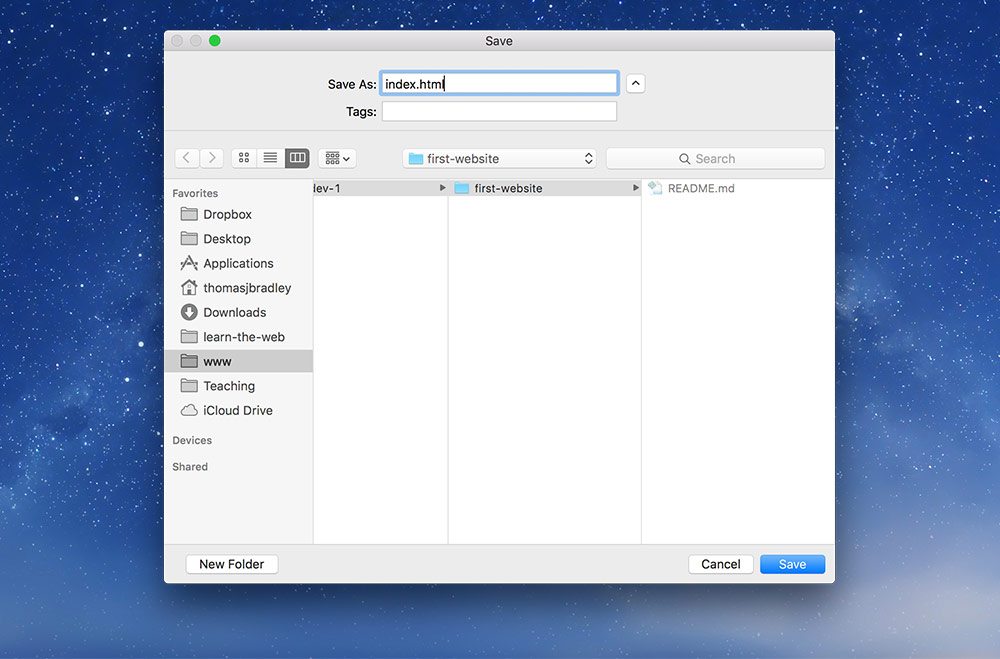 Save
Save As: index.html
Tags:
first-website
Search
Favorites
Dropbox
Desktop
Applications
thomasjbradley
Downloads
learn-the-web
www
Teaching
iCloud Drive
Devices
Shared
dev-1
first-website
README.md
New Folder
Cancel
Save